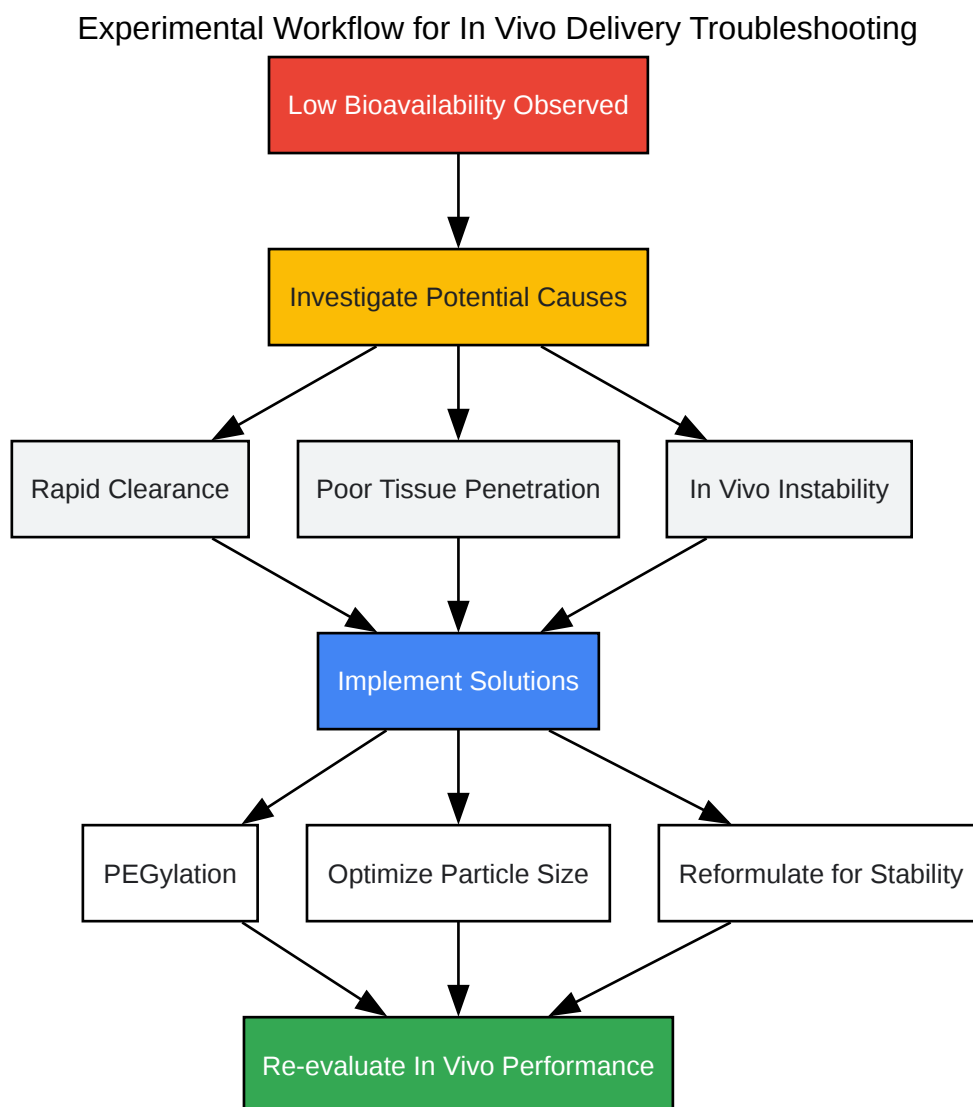 Experimental Workflow for In Vivo Delivery Troubleshooting
Low Bioavailability Observed
Investigate Potential Causes
Rapid Clearance
Poor Tissue Penetration
In Vivo Instability
Implement Solutions
PEGylation
Optimize Particle Size
Reformulate for Stability
Re-evaluate In Vivo Performance